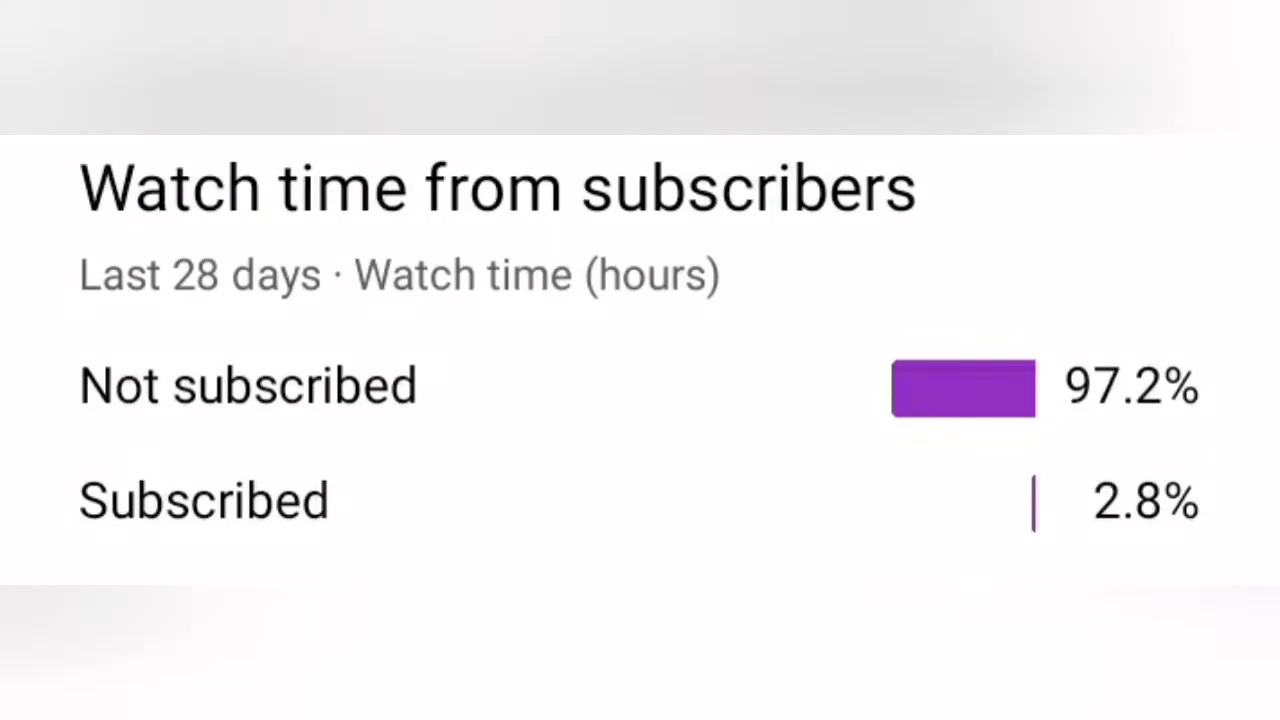 Watch time from subscribers
Last 28 days · Watch time (hours)
Not subscribed 97.2%
Subscribed 2.8%